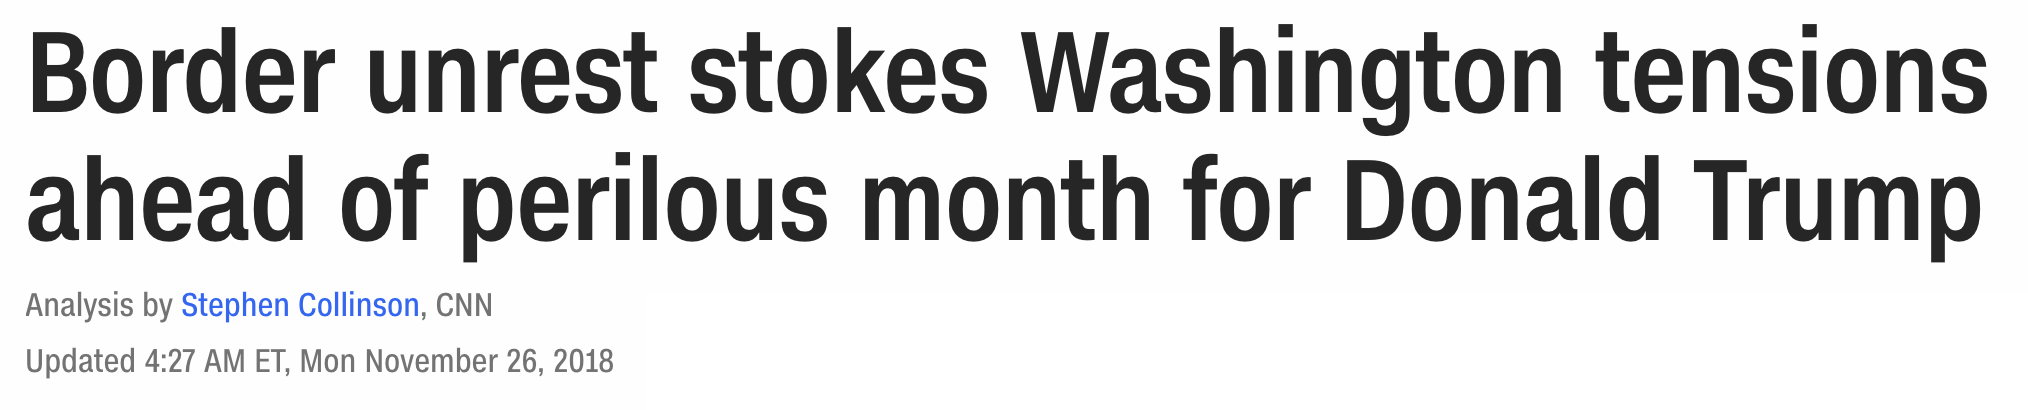 Border unrest stokes Washington tensions
ahead of perilous month for Donald Trump
Analysis by Stephen Collinson, CNN
Updated 4:27 AM ET, Mon November 26, 2018